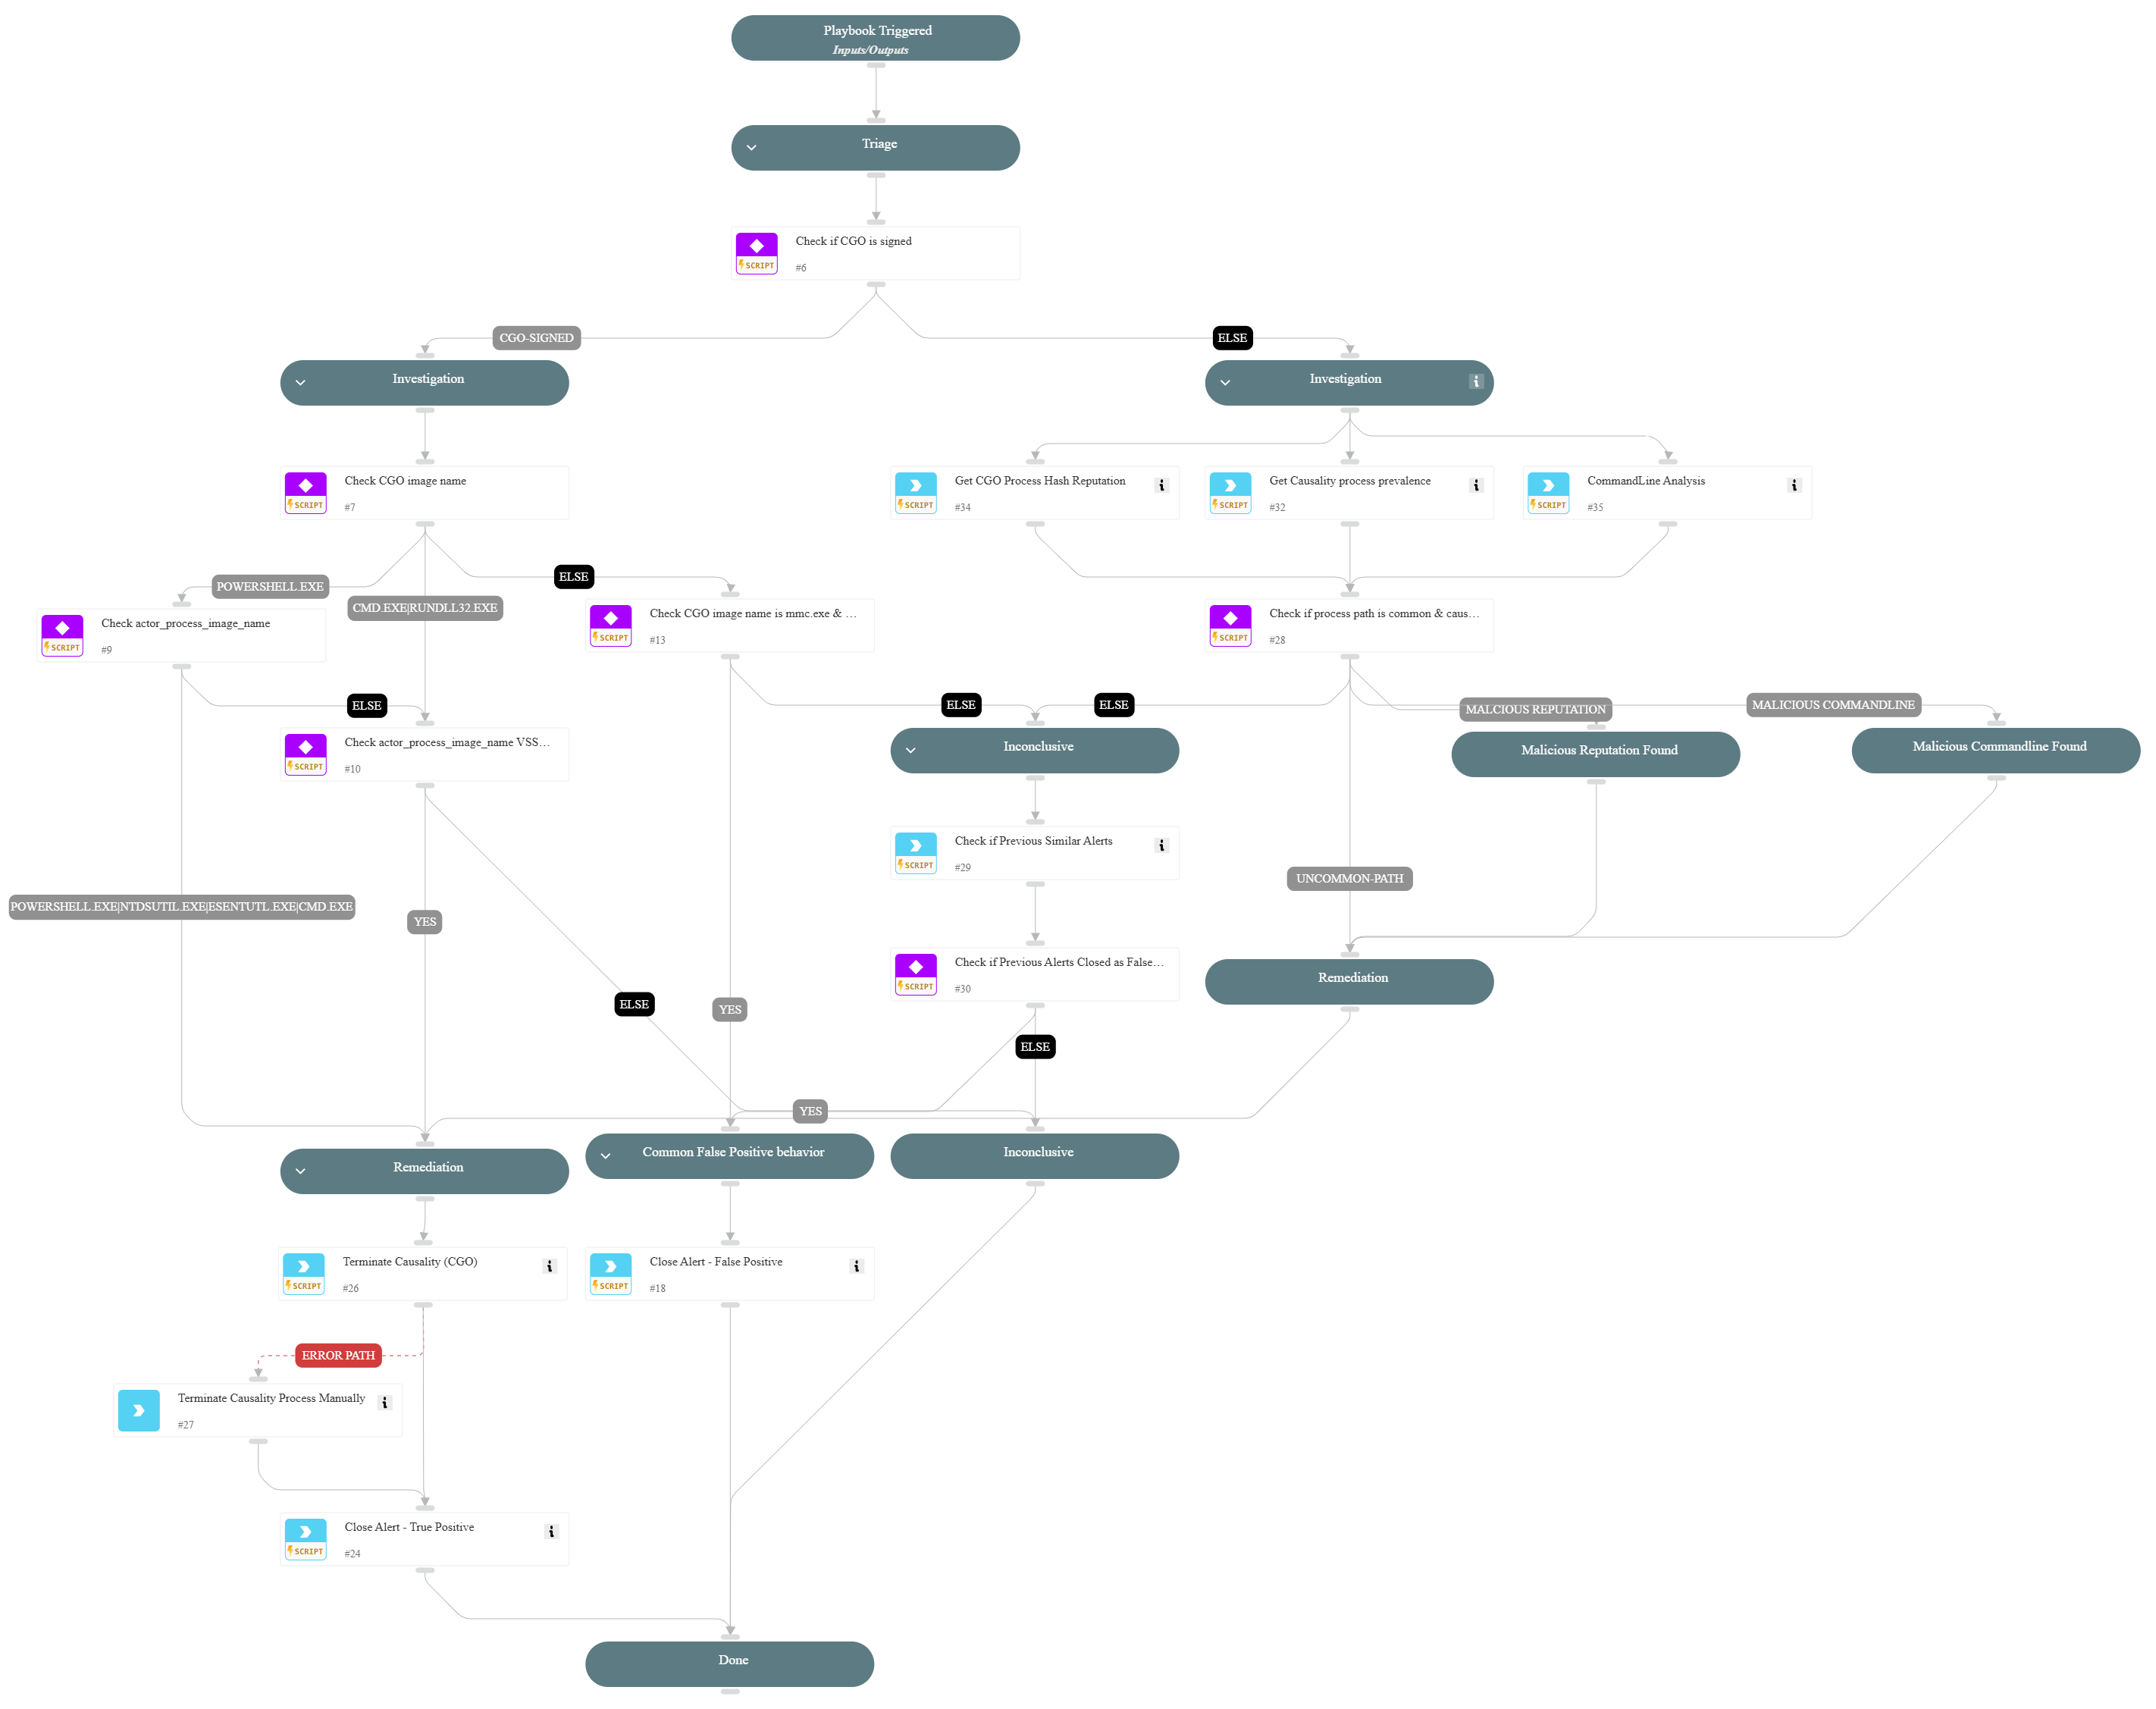 Playbook Triggered
Inputs/Outputs
Triage
Check if CGO is signed
SCRIPT
#6
CGO-SIGNED
ELSE
Investigation
Investigation
Check CGO image name
SCRIPT
#7
Get CGO Process Hash Reputation
SCRIPT
#34
Get Causality process prevalence
SCRIPT
#32
CommandLine Analysis
SCRIPT
#35
POWERSHELL.EXE
CMD.EXE|RUNDLL32.EXE
ELSE
Check actor_process_image_name
SCRIPT
#9
Check CGO image name is mmc.exe & …
SCRIPT
#13
Check if process path is common & caus…
SCRIPT
#28
ELSE
ELSE
ELSE
MALCIOUS REPUTATION
MALICIOUS COMMANDLINE
Check actor_process_image_name VSS…
SCRIPT
#10
Inconclusive
Malicious Reputation Found
Malicious Commandline Found
Check if Previous Similar Alerts
SCRIPT
#29
UNCOMMON-PATH
POWERSHELL.EXE|NTDSUTIL.EXE|ESENTUTL.EXE|CMD.EXE
YES
Check if Previous Alerts Closed as False…
SCRIPT
#30
Remediation
ELSE
YES
ELSE
YES
Remediation
Common False Positive behavior
Inconclusive
Terminate Causality (CGO)
SCRIPT
#26
Close Alert - False Positive
SCRIPT
#18
ERROR PATH
Terminate Causality Process Manually
#27
Close Alert - True Positive
SCRIPT
#24
Done